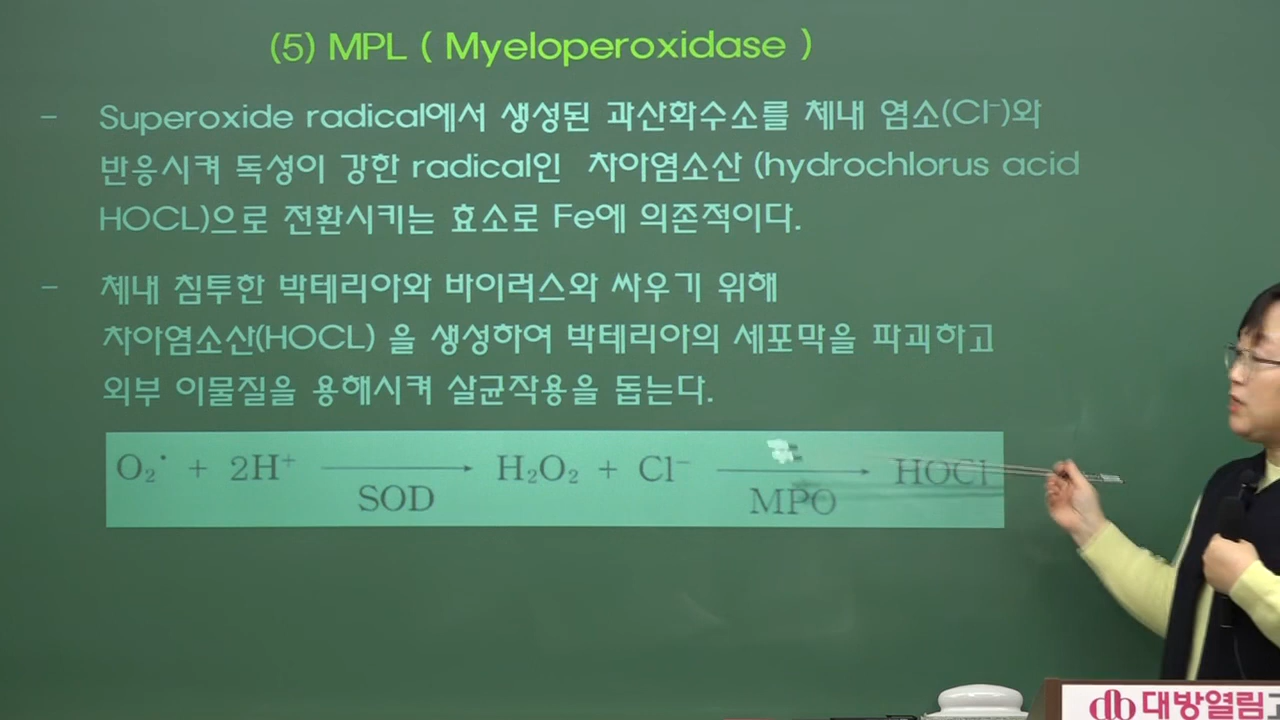 (5) MPL ( Myeloperoxidase )
- Superoxide radical에서 생성된 과산화수소를 체내 염소(Cl⁻)와
반응시켜 독성이 강한 radical인 차아염소산 (hydrochlorus acid
HOCL)으로 전환시키는 효소로 Fe에 의존적이다.
- 체내 침투한 박테리아와 바이러스와 싸우기 위해
차아염소산(HOCL) 을 생성하여 박테리아의 세포막을 파괴하고
외부 이물질을 용해시켜 살균작용을 돕는다.
O₂˙ + 2H⁺ → H₂O₂ + Cl⁻ → HOCl
SOD MPO
대방열림